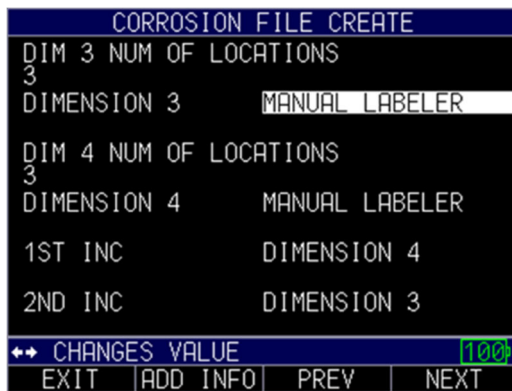 CORROSION FILE CREATE
DIM 3 NUM OF LOCATIONS
3
DIMENSION 3 MANUAL LABELER
DIM 4 NUM OF LOCATIONS
3
DIMENSION 4 MANUAL LABELER
1ST INC DIMENSION 4
2ND INC DIMENSION 3
↔ CHANGES VALUE 100
EXIT ADD INFO PREV NEXT